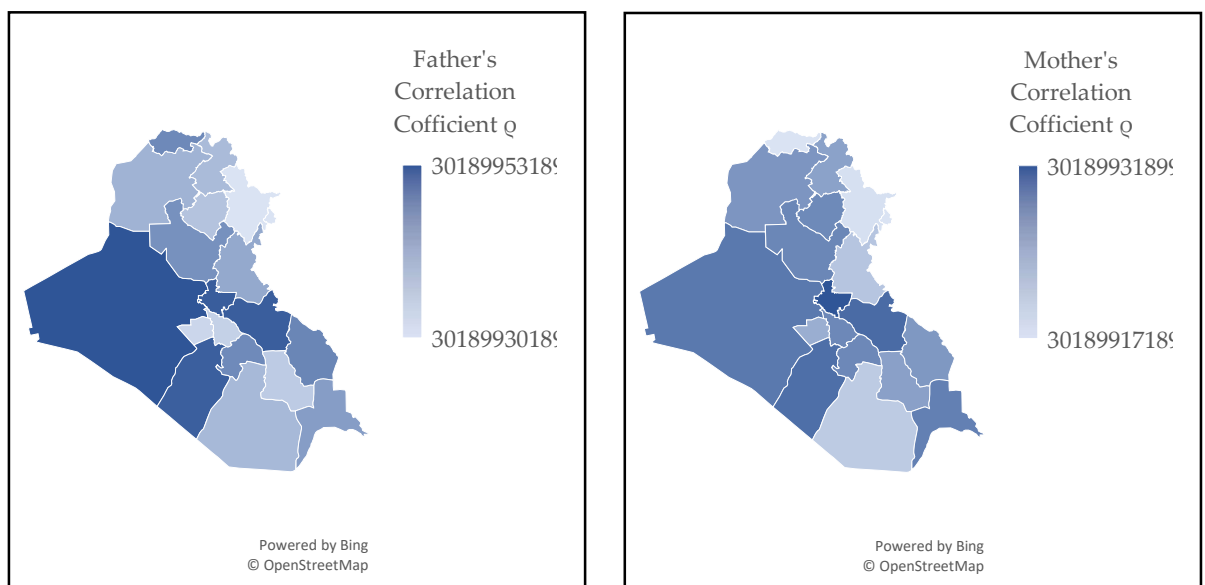 Father's
Correlation
Cofficient ρ
30189953189
30189930189
Powered by Bing
© OpenStreetMap
Mother's
Correlation
Cofficient ρ
30189931899
30189917189
Powered by Bing
© OpenStreetMap